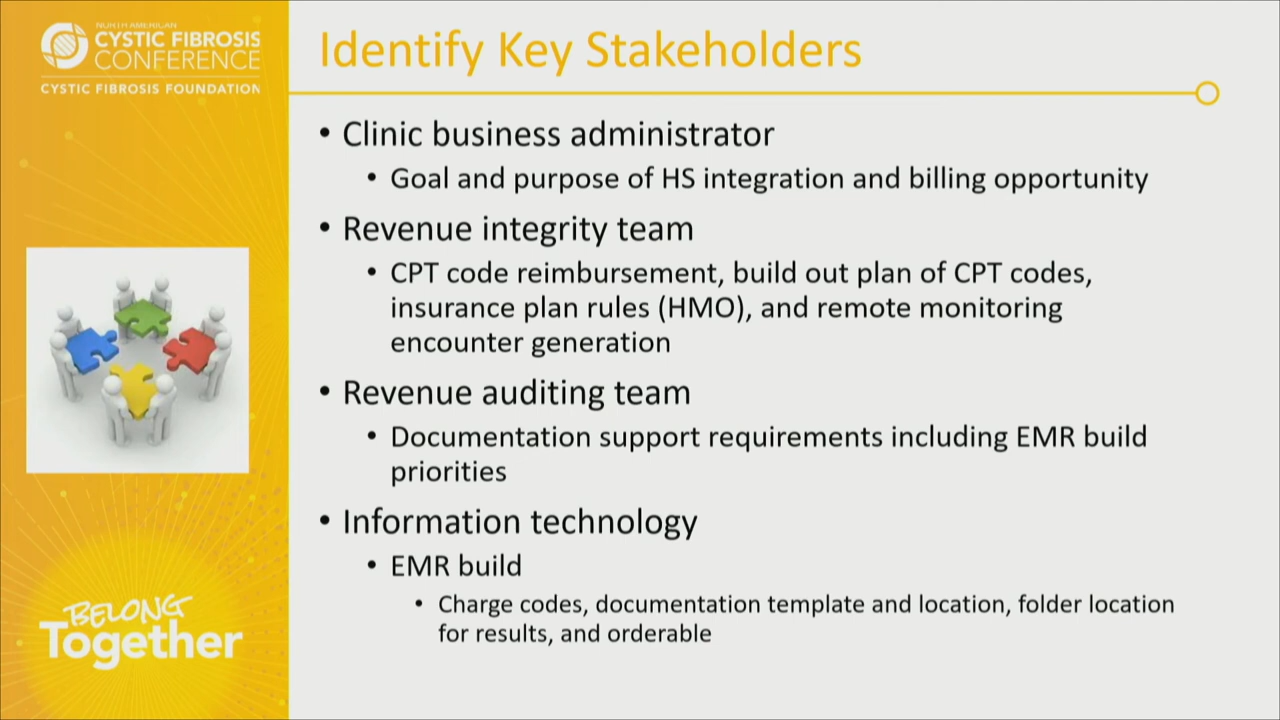 NORTH AMERICAN
CYSTIC FIBROSIS
CONFERENCE
CYSTIC FIBROSIS FOUNDATION
Identify Key Stakeholders
• Clinic business administrator
• Goal and purpose of HS integration and billing opportunity
• Revenue integrity team
• CPT code reimbursement, build out plan of CPT codes,
insurance plan rules (HMO), and remote monitoring
encounter generation
• Revenue auditing team
• Documentation support requirements including EMR build
priorities
• Information technology
• EMR build
• Charge codes, documentation template and location, folder location
for results, and orderable
BELONG
Together